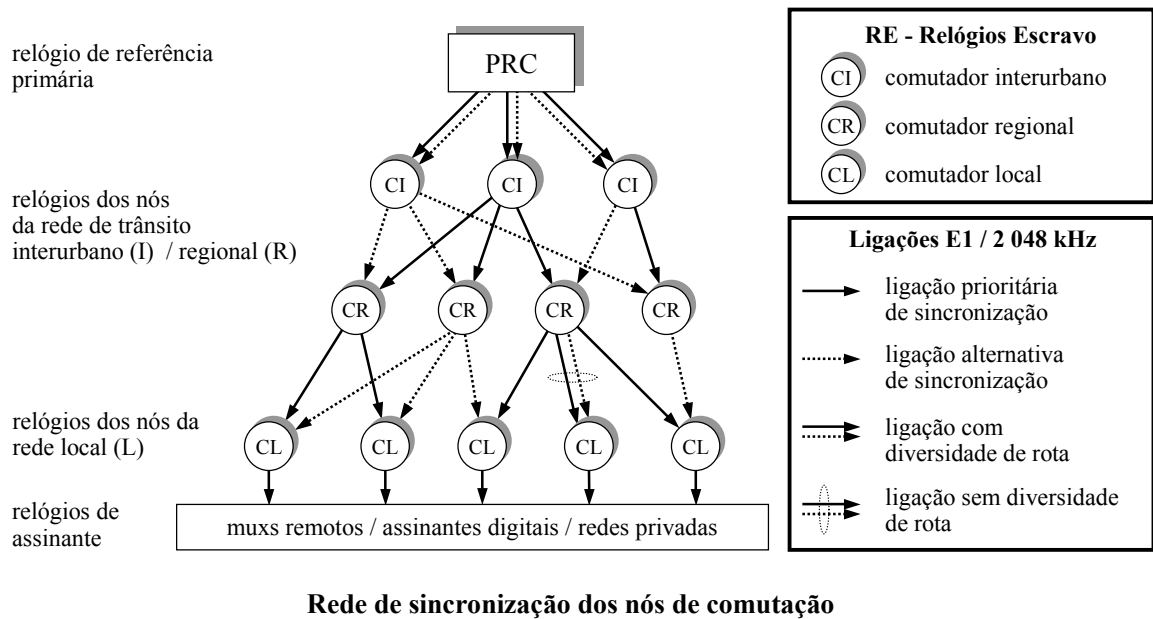 relógio de referência
primária
PRC
CI
CI
CI
relógios dos nós
da rede de trânsito
interurbano (I) / regional (R)
CR
CR
CR
CR
relógios dos nós da
rede local (L)
CL
CL
CL
CL
CL
relógios de
assinante
muxs remotos / assinantes digitais / redes privadas
RE - Relógios Escravo
CI comutador interurbano
CR comutador regional
CL comutador local
Ligações E1 / 2 048 kHz
ligação prioritária
de sincronização
ligação alternativa
de sincronização
ligação com
diversidade de rota
ligação sem diversidade
de rota
Rede de sincronização dos nós de comutação